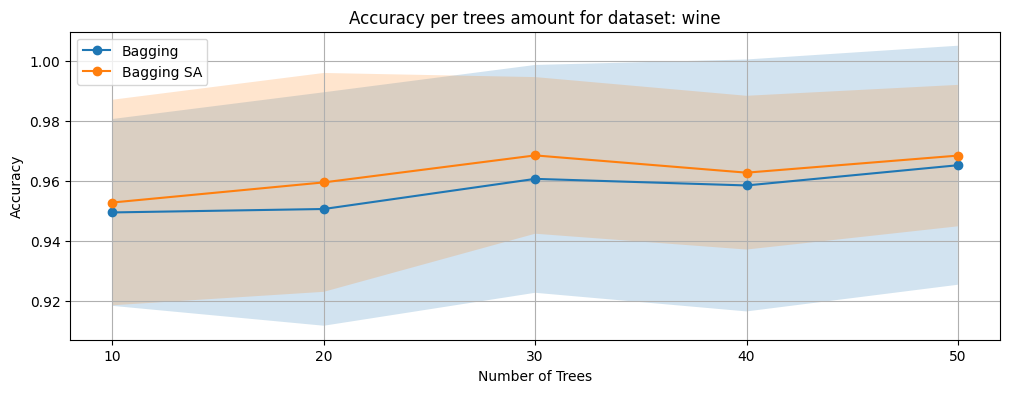 Accuracy per trees amount for dataset: wine
Bagging
Bagging SA
Accuracy
1.00
0.98
0.96
0.94
0.92
10 20 30 40 50
Number of Trees